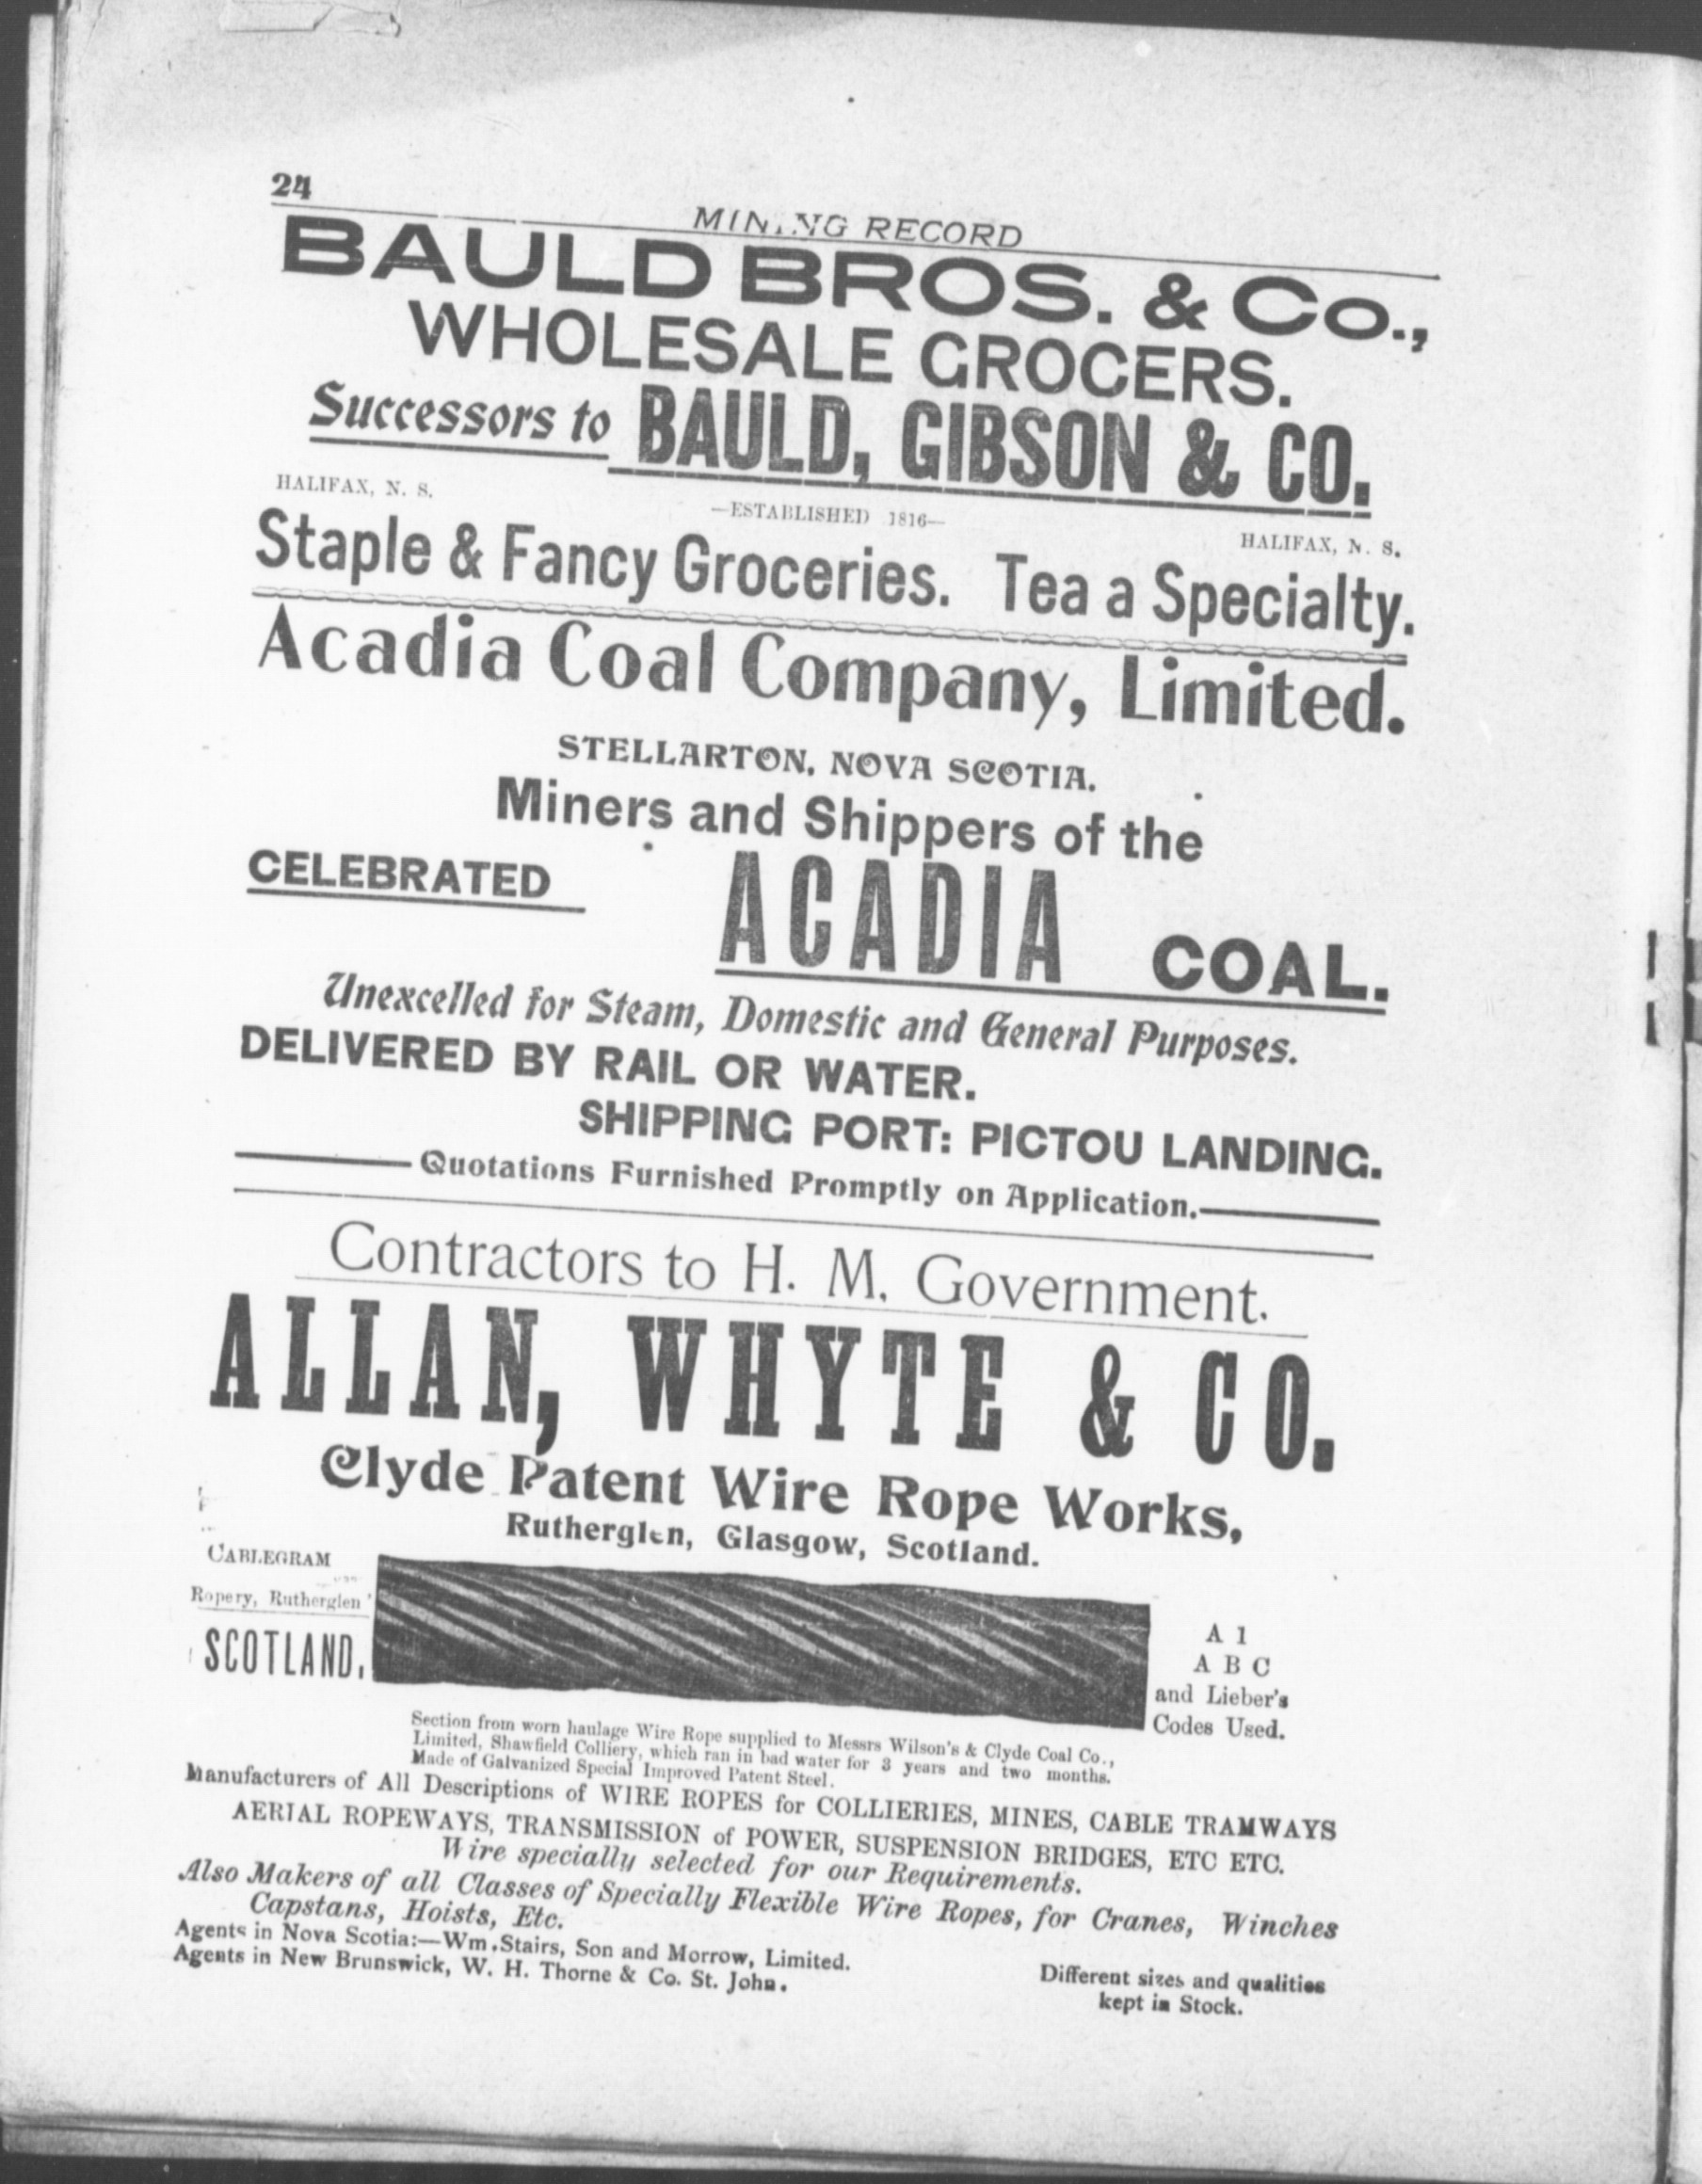 24
MINING RECORD
BAULD BROS. & Co.,
WHOLESALE GROCERS.
Successors to BAULD, GIBSON & CO.
HALIFAX, N. S.
—ESTABLISHED 1816—
HALIFAX, N. S.
Staple & Fancy Groceries. Tea a Specialty.
Acadia Coal Company, Limited.
STELLARTON, NOVA SCOTIA.
Miners and Shippers of the
CELEBRATED ACADIA COAL.
Unexcelled for Steam, Domestic and General Purposes.
DELIVERED BY RAIL OR WATER.
SHIPPING PORT: PICTOU LANDING.
Quotations Furnished Promptly on Application.
Contractors to H. M. Government.
ALLAN, WHYTE & CO.
Clyde Patent Wire Rope Works,
Rutherglen, Glasgow, Scotland.
CABLEGRAM
Ropery, Rutherglen'
SCOTLAND.
A 1
A B C
and Lieber's
Codes Used.
Section from worn haulage Wire Rope supplied to Messrs Wilson's & Clyde Coal Co.,
Limited, Shawfield Colliery, which ran in bad water for 3 years and two months.
Made of Galvanized Special Improved Patent Steel.
Manufacturers of All Descriptions of WIRE ROPES for COLLIERIES, MINES, CABLE TRAMWAYS
AERIAL ROPEWAYS, TRANSMISSION of POWER, SUSPENSION BRIDGES, ETC ETC.
Wire specially selected for our Requirements.
Also Makers of all Classes of Specially Flexible Wire Ropes, for Cranes, Winches
Capstans, Hoists, Etc.
Agents in Nova Scotia:—Wm. Stairs, Son and Morrow, Limited.
Agents in New Brunswick, W. H. Thorne & Co. St. John.
Different sizes and qualities
kept in Stock.